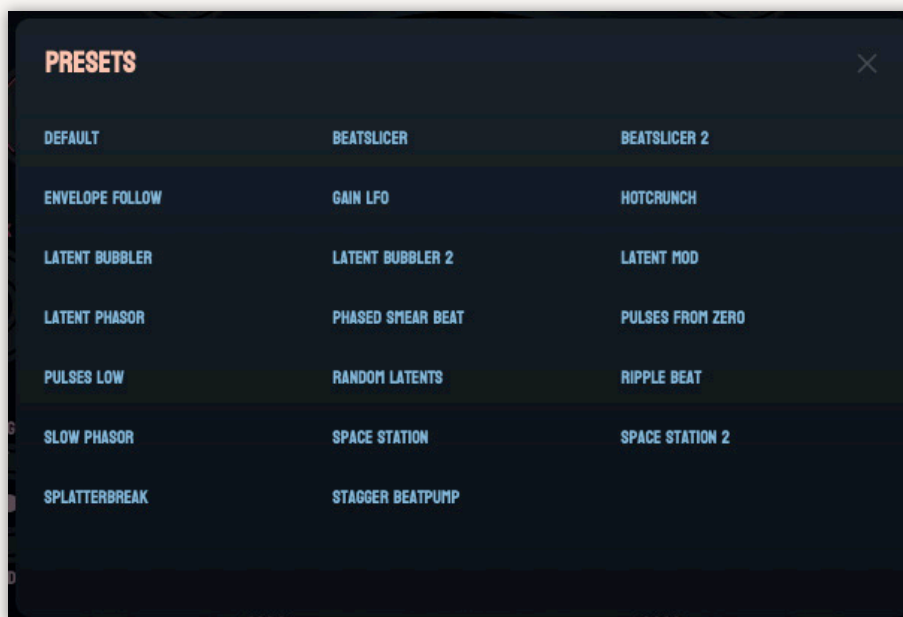 PRESETS
DEFAULT BEATSLICER BEATSLICER 2
ENVELOPE FOLLOW GAIN LFO HOTCRUNCH
LATENT BUBBLER LATENT BUBBLER 2 LATENT MOD
LATENT PHASOR PHASED SMEAR BEAT PULSES FROM ZERO
PULSES LOW RANDOM LATENTS RIPPLE BEAT
SLOW PHASOR SPACE STATION SPACE STATION 2
SPLATTERBREAK STAGGER BEATPUMP